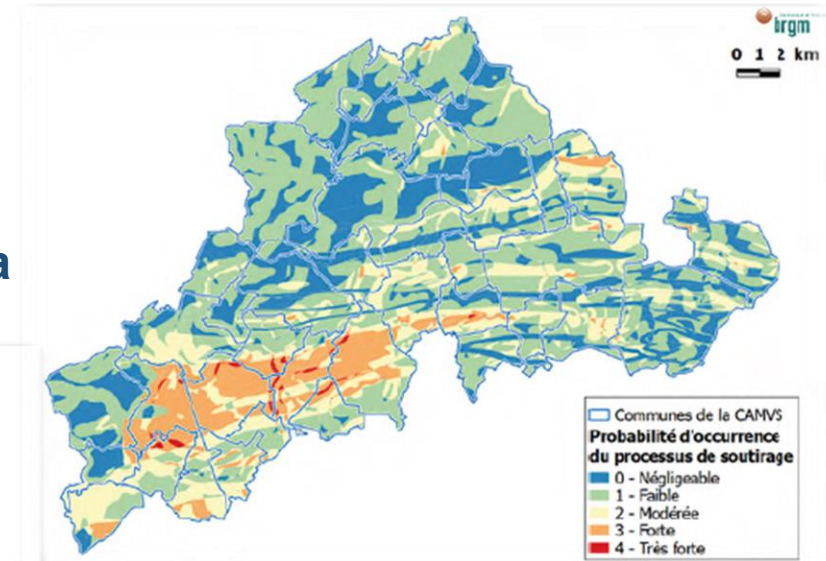 brgm
0 1 2 km
a
Communes de la CAMVS
Probabilité d'occurrence
du processus de soutirage
0 - Négligeable
1 - Faible
2 - Modérée
3 - Forte
4 - Très forte